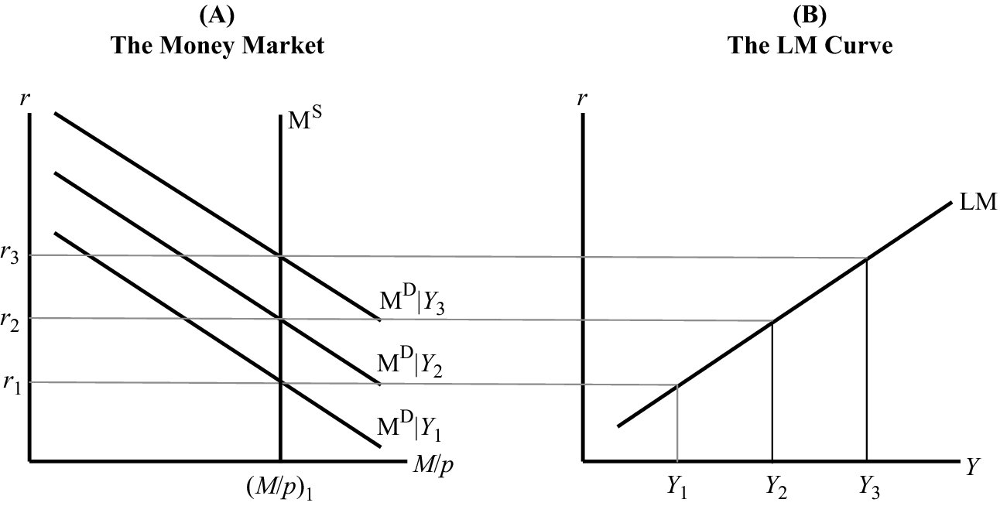 (A)
The Money Market
r
M^S
r₃
r₂
r₁
M^D|Y₃
M^D|Y₂
M^D|Y₁
M/p
(M/p)₁
(B)
The LM Curve
r
LM
Y
Y₁
Y₂
Y₃